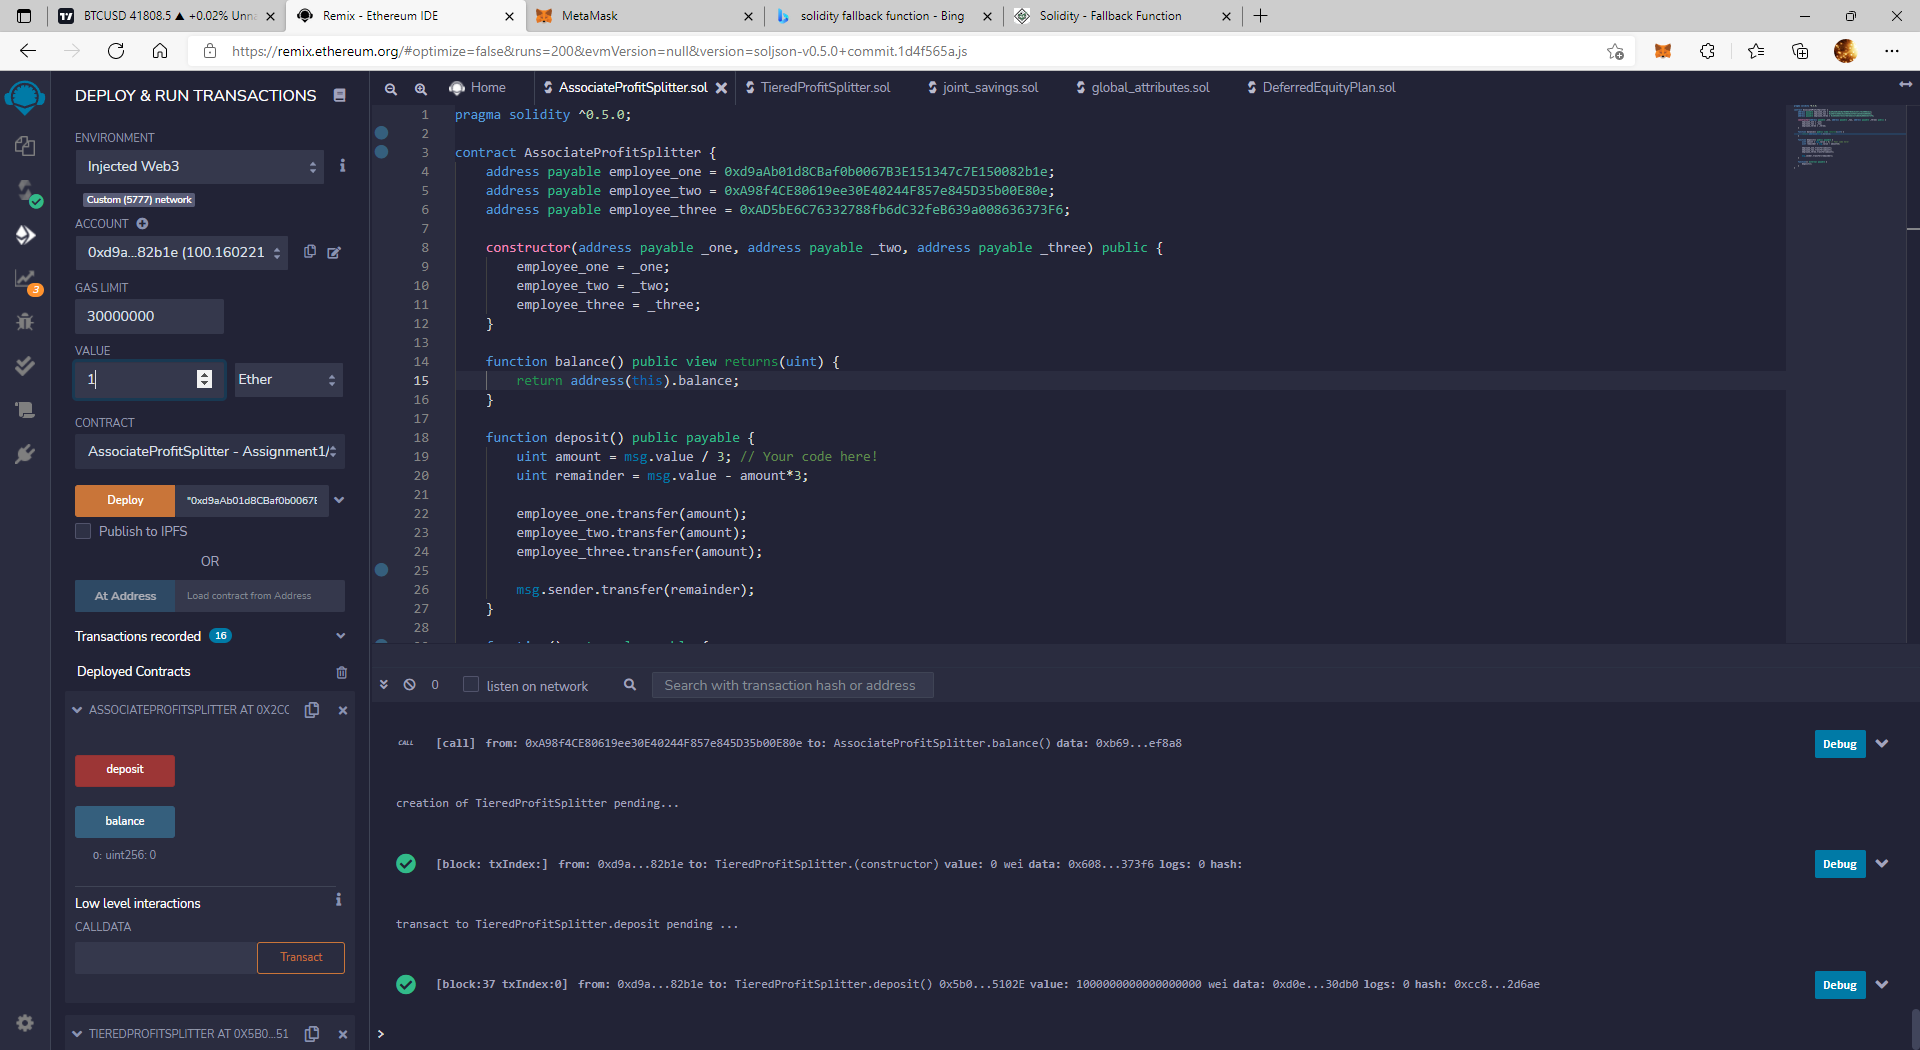 BTCUSD 41808.5 ▲ +0.02% Unna
Remix - Ethereum IDE
MetaMask
solidity fallback function - Bing
Solidity - Fallback Function
https://remix.ethereum.org/#optimize=false&runs=200&evmVersion=null&version=soljson-v0.5.0+commit.1d4f565a.js
DEPLOY & RUN TRANSACTIONS
ENVIRONMENT
Injected Web3
Custom (5777) network
ACCOUNT
0xd9a...82b1e (100.160221
GAS LIMIT
30000000
VALUE
1
Ether
CONTRACT
AssociateProfitSplitter - Assignment1/
Deploy
"0xd9aAb01d8CBaf0b0067E
Publish to IPFS
OR
At Address
Load contract from Address
Transactions recorded 16
Deployed Contracts
ASSOCIATEPROFITSPLITTER AT 0X2CC
deposit
balance
0: uint256: 0
Low level interactions
CALLDATA
Transact
TIEREDPROFITSPLITTER AT 0X5B0...51
3
Home
AssociateProfitSplitter.sol
TieredProfitSplitter.sol
joint_savings.sol
global_attributes.sol
DeferredEquityPlan.sol
1 pragma solidity ^0.5.0;
2
3 contract AssociateProfitSplitter {
4 address payable employee_one = 0xd9aAb01d8CBaf0b0067B3E151347c7E150082b1e;
5 address payable employee_two = 0xA98f4CE80619ee30E40244F857e845D35b00E80e;
6 address payable employee_three = 0xAD5bE6C76332788fb6dC32feB639a008636373F6;
7
8 constructor(address payable _one, address payable _two, address payable _three) public {
9 employee_one = _one;
10 employee_two = _two;
11 employee_three = _three;
12 }
13
14 function balance() public view returns(uint) {
15 return address(this).balance;
16 }
17
18 function deposit() public payable {
19 uint amount = msg.value / 3; // Your code here!
20 uint remainder = msg.value - amount*3;
21
22 employee_one.transfer(amount);
23 employee_two.transfer(amount);
24 employee_three.transfer(amount);
25
26 msg.sender.transfer(remainder);
27 }
28
0
listen on network
Search with transaction hash or address
CALL [call] from: 0xA98f4CE80619ee30E40244F857e845D35b00E80e to: AssociateProfitSplitter.balance() data: 0xb69...ef8a8
Debug
creation of TieredProfitSplitter pending...
[block: txIndex:] from: 0xd9a...82b1e to: TieredProfitSplitter.(constructor) value: 0 wei data: 0x608...373f6 logs: 0 hash:
Debug
transact to TieredProfitSplitter.deposit pending ...
[block:37 txIndex:0] from: 0xd9a...82b1e to: TieredProfitSplitter.deposit() 0x5b0...5102E value: 1000000000000000000 wei data: 0xd0e...30db0 logs: 0 hash: 0xcc8...2d6ae
Debug
>